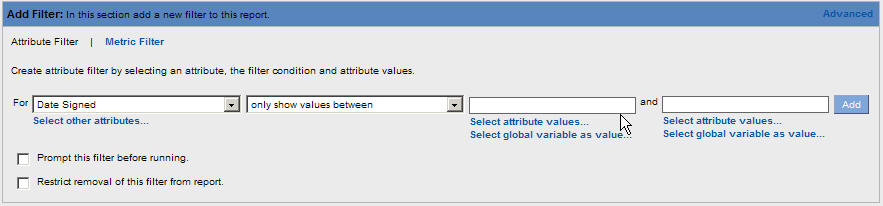 Add Filter: In this section add a new filter to this report. Advanced
Attribute Filter | Metric Filter
Create attribute filter by selecting an attribute, the filter condition and attribute values.
For Date Signed only show values between and Add
Select other attributes... Select attribute values... Select attribute values...
Select global variable as value... Select global variable as value...
Prompt this filter before running.
Restrict removal of this filter from report.